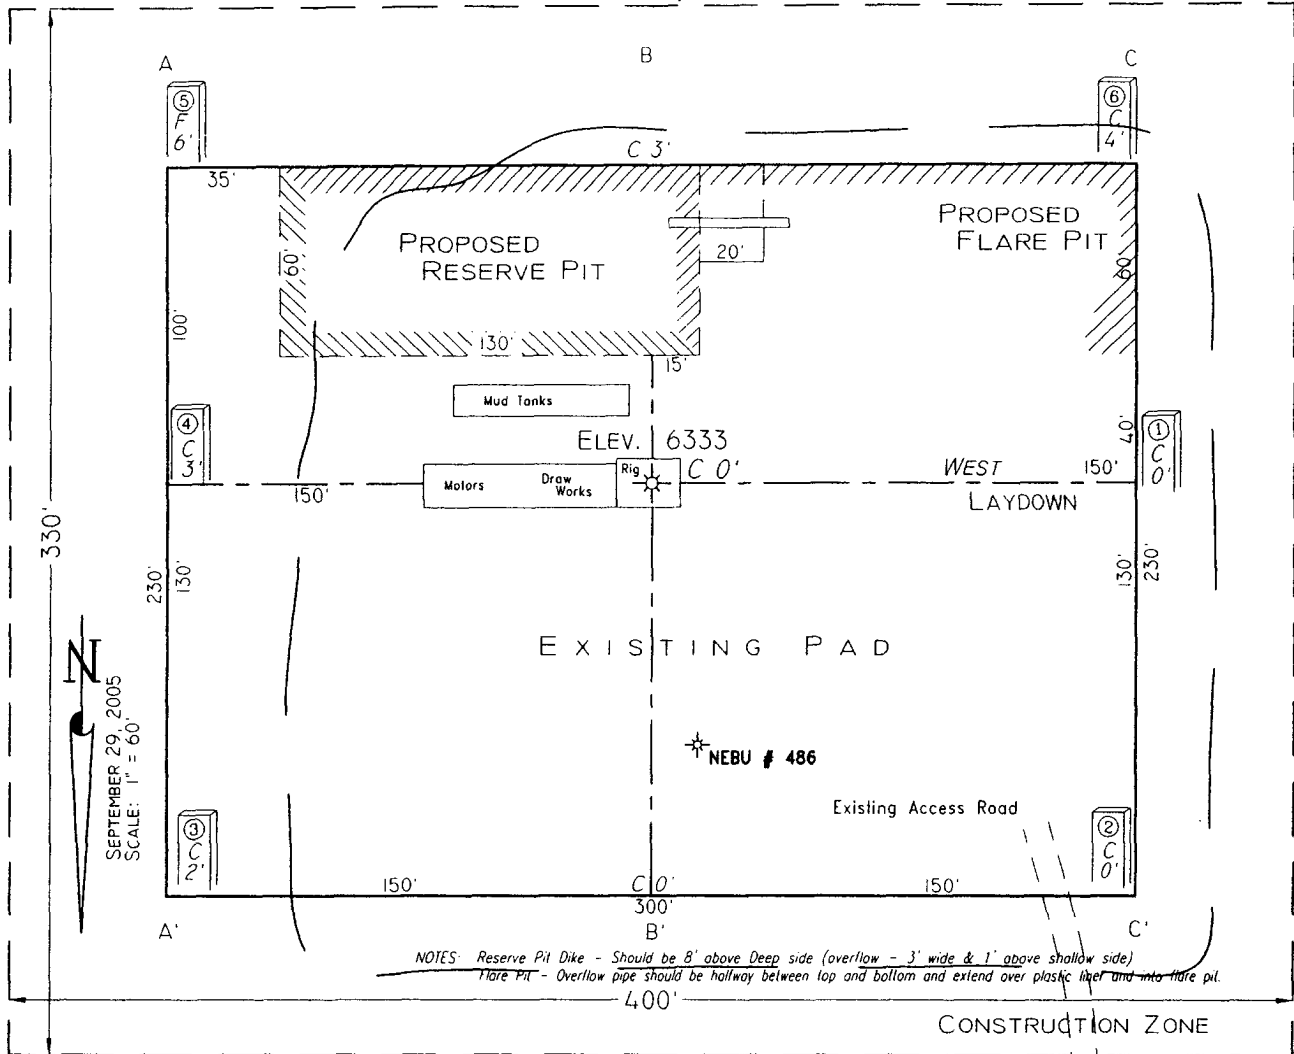 A
B
C
⑤
F
6'
⑥
C
4'
C 3'
35'
PROPOSED
RESERVE PIT
PROPOSED
FLARE PIT
20'
60'
60'
100'
130'
15'
Mud Tanks
④
C
3'
ELEV. 6333
C 0'
Rig
Motors
Draw
Works
40'
①
C
0'
WEST
LAYDOWN
150'
150'
330'
230'
130'
130'
230'
EXISTING PAD
N
SEPTEMBER 29, 2005
SCALE: 1" = 60'
NEBU # 486
Existing Access Road
③
C
2'
②
C
0'
150'
C 0'
150'
300'
A'
B'
C'
NOTES: Reserve Pit Dike - Should be 8' above Deep side (overflow - 3' wide & 1' above shallow side)
Flare Pit - Overflow pipe should be halfway between top and bottom and extend over plastic liner and into flare pit.
400'
CONSTRUCTION ZONE